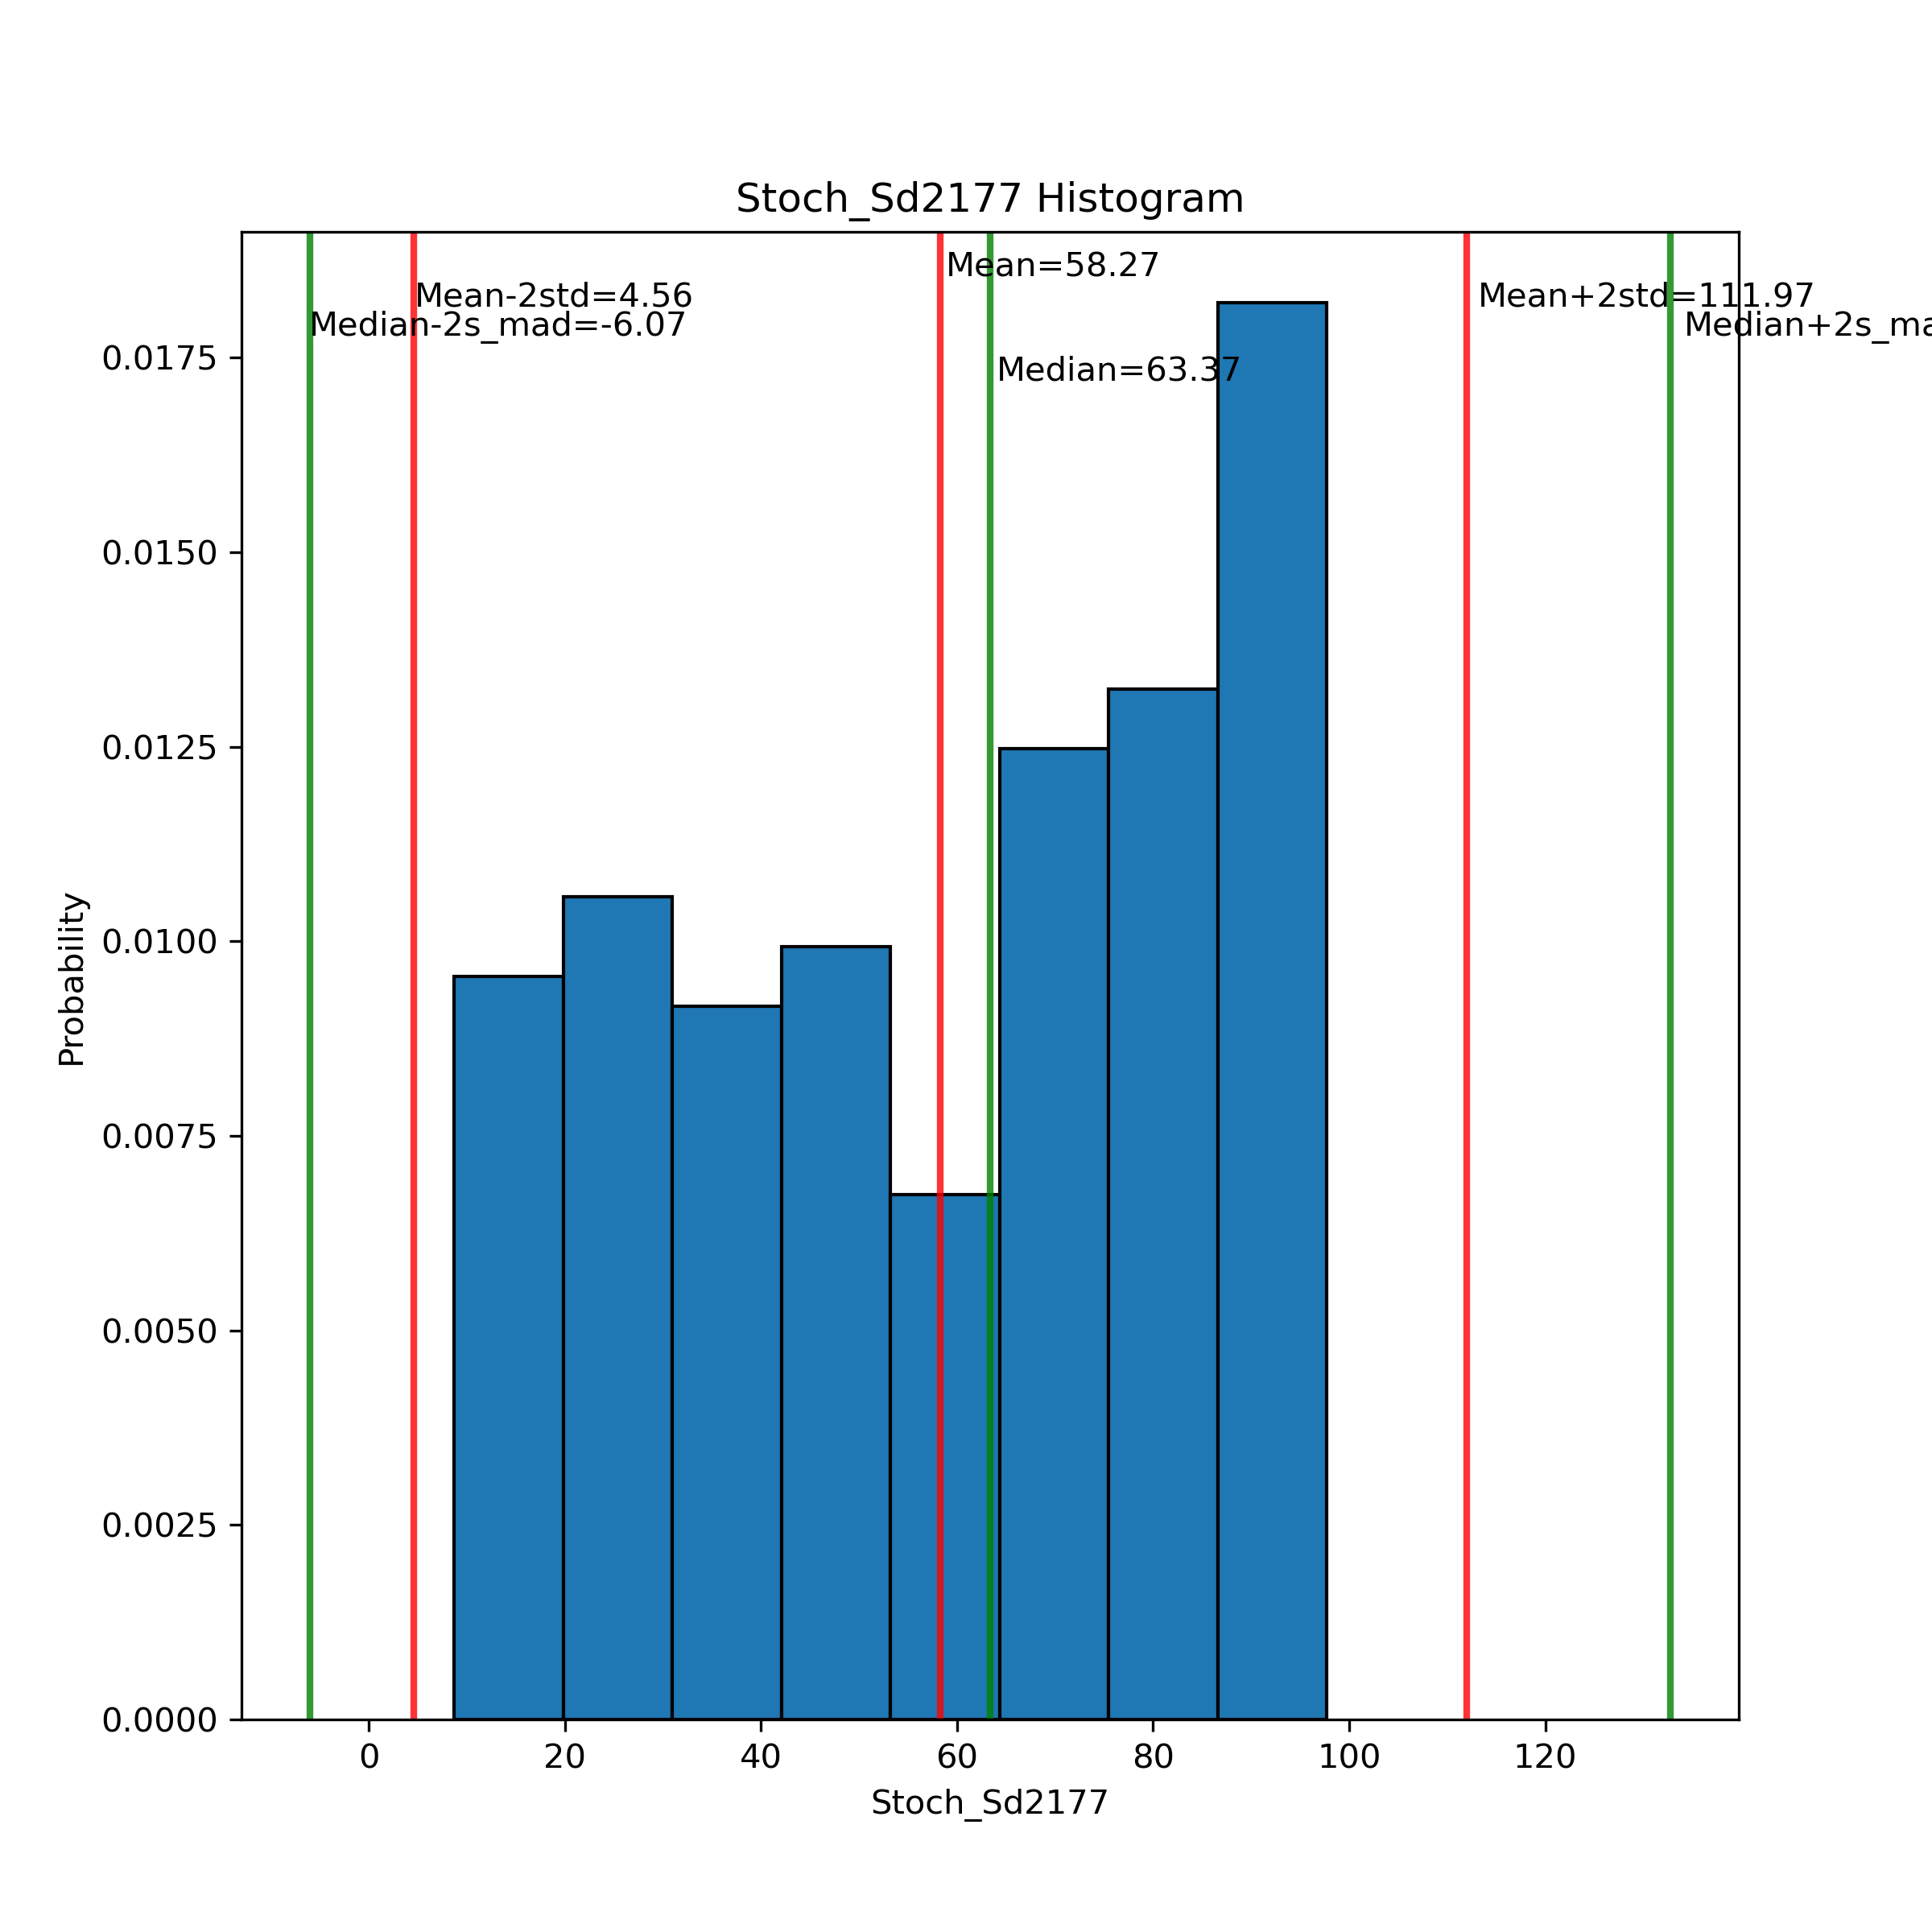 Stoch_Sd2177 Histogram
Mean=58.27
Mean-2std=4.56
Mean+2std=111.97
Median-2s_mad=-6.07
Median+2s_ma
Median=63.37
0.0175
0.0150
0.0125
0.0100
0.0075
0.0050
0.0025
0.0000
Probability
0 20 40 60 80 100 120
Stoch_Sd2177